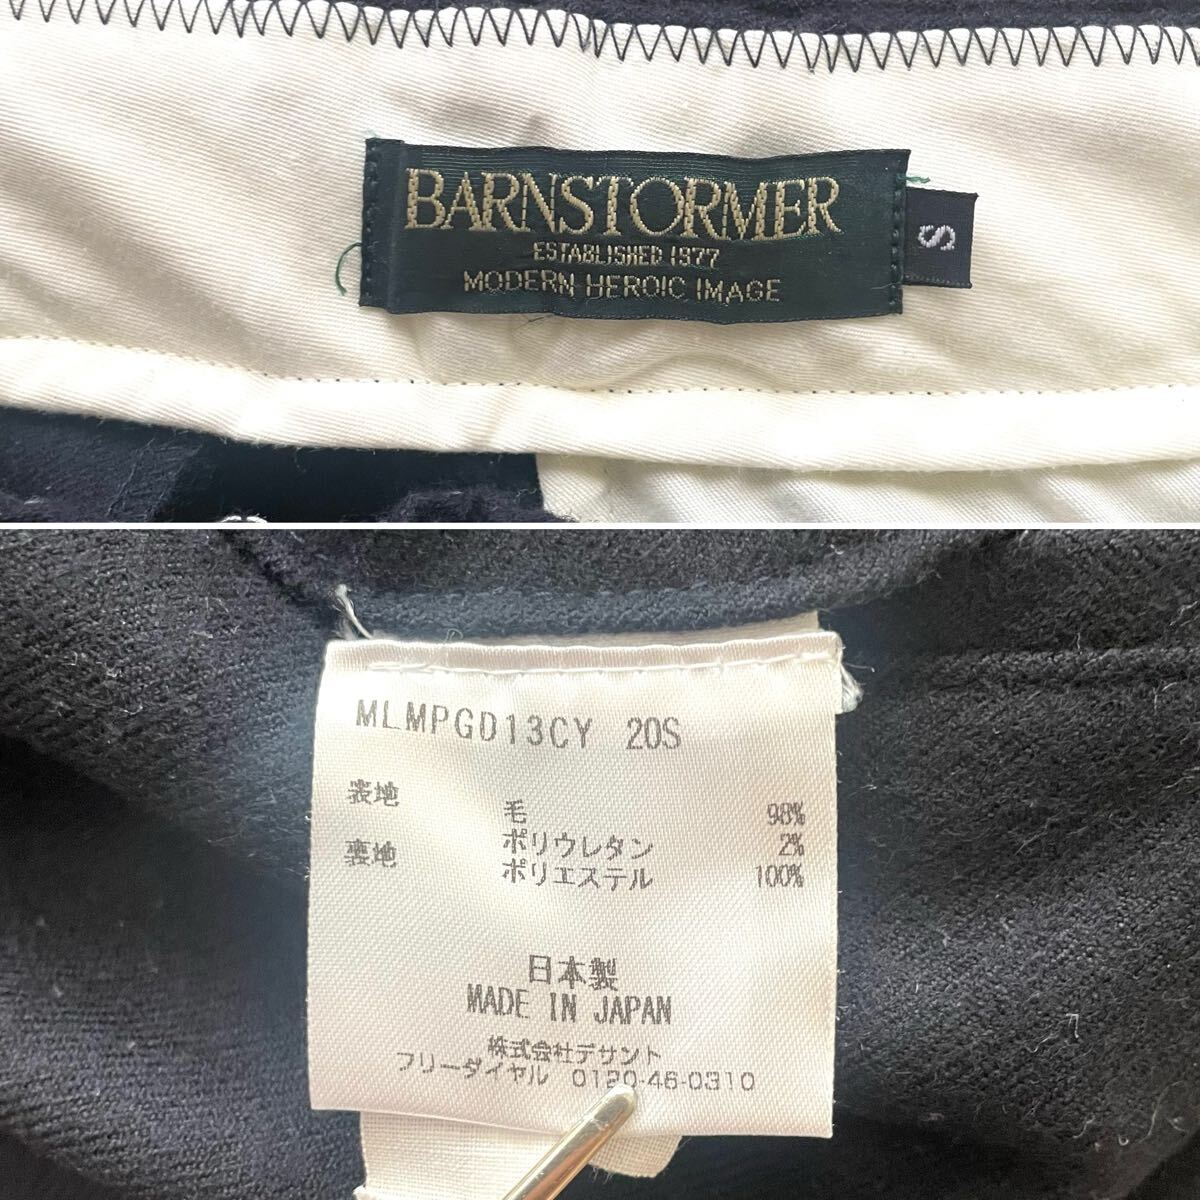 BARNSTORMER
ESTABLISHED 1977
MODERN HEROIC IMAGE
S
MLMPGD13CY 20S
表地 毛 98%
ポリウレタン 2%
裏地 ポリエステル 100%
日本製
MADE IN JAPAN
株式会社デサント
フリーダイヤル 0120-46-0310